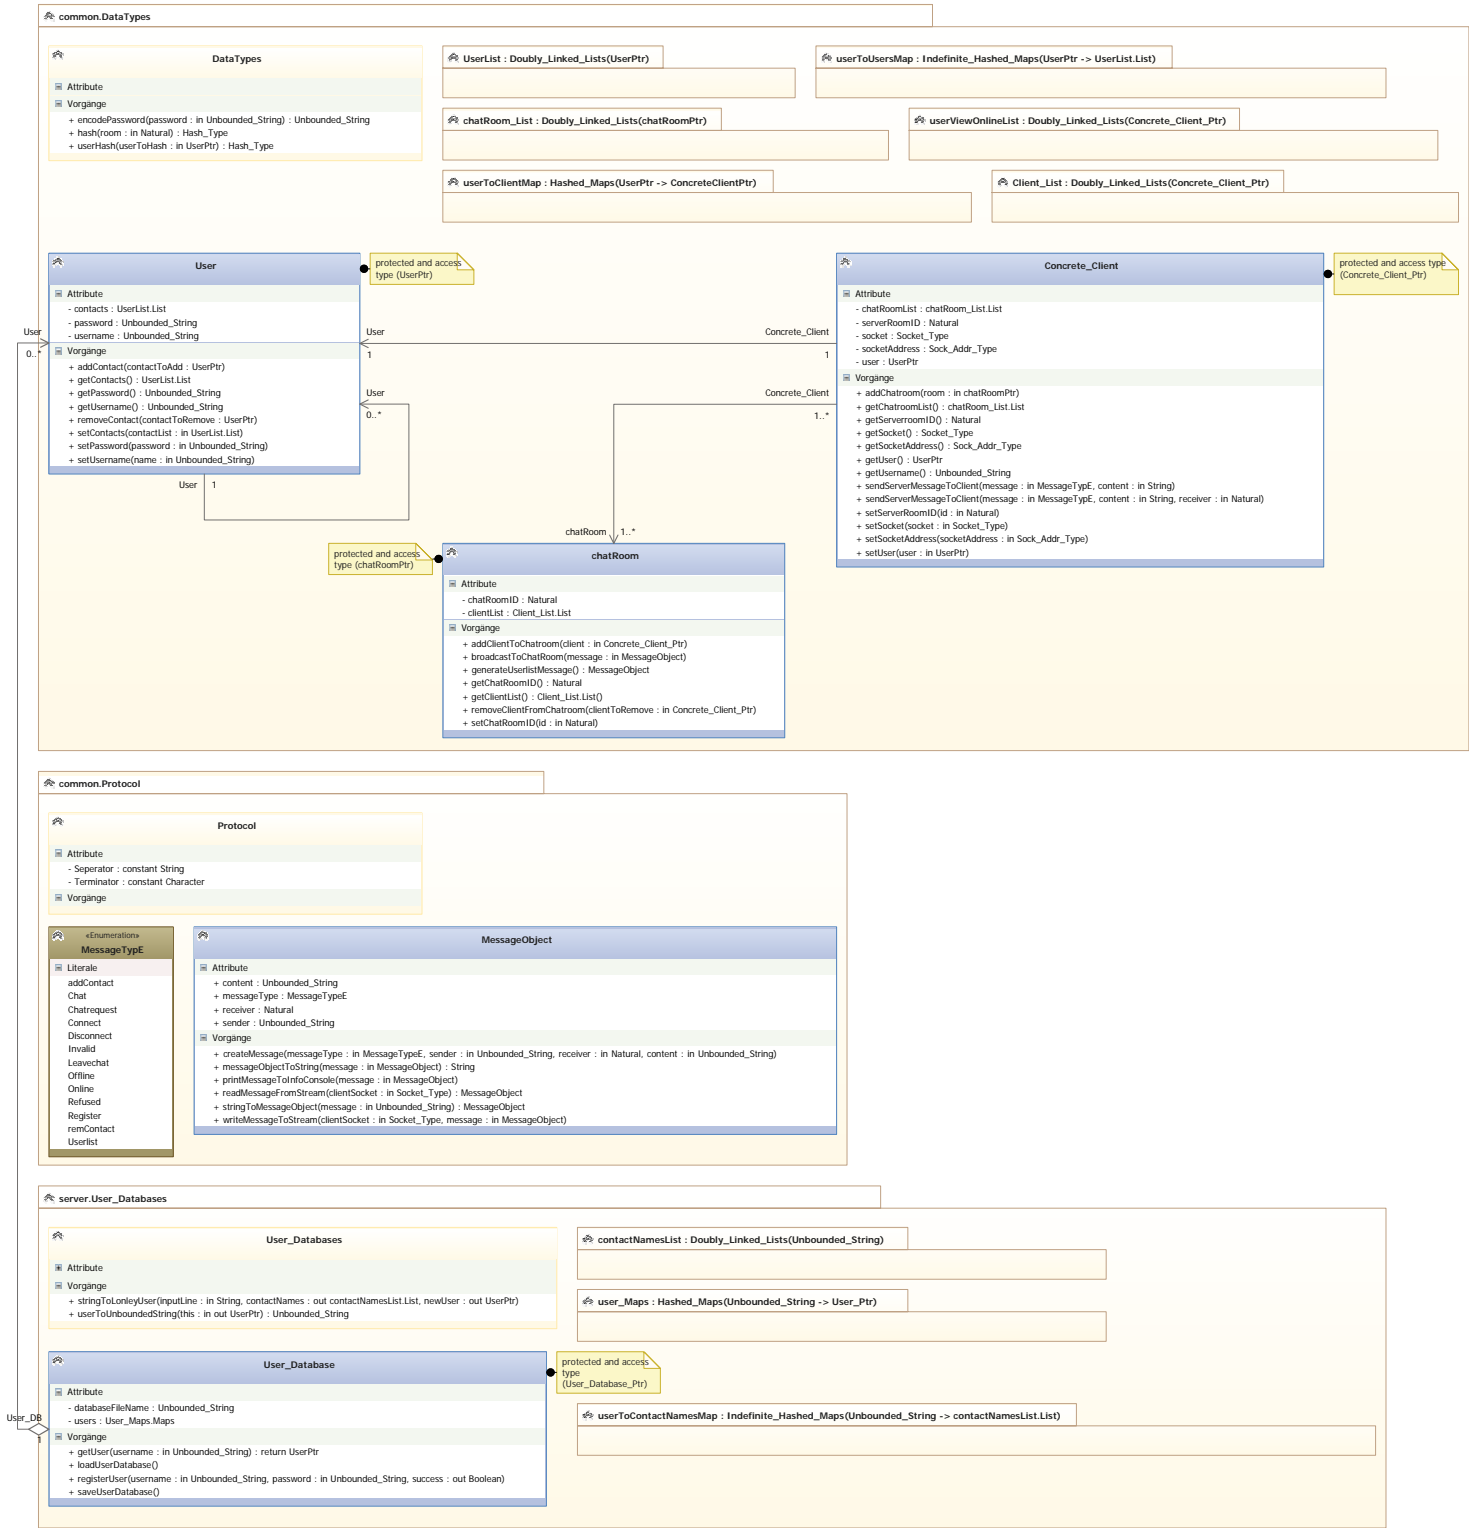 common.DataTypes
DataTypes
Attribute
Vorgänge
+ encodePassword(password : in Unbounded_String) : Unbounded_String
+ hash(room : in Natural) : Hash_Type
+ userHash(userToHash : in UserPtr) : Hash_Type
UserList : Doubly_Linked_Lists(UserPtr)
userToUsersMap : Indefinite_Hashed_Maps(UserPtr -> UserList.List)
chatRoom_List : Doubly_Linked_Lists(chatRoomPtr)
userViewOnlineList : Doubly_Linked_Lists(Concrete_Client_Ptr)
userToClientMap : Hashed_Maps(UserPtr -> ConcreteClientPtr)
Client_List : Doubly_Linked_Lists(Concrete_Client_Ptr)
User
Attribute
- contacts : UserList.List
- password : Unbounded_String
- username : Unbounded_String
Vorgänge
+ addContact(contactToAdd : UserPtr)
+ getContacts() : UserList.List
+ getPassword() : Unbounded_String
+ getUsername() : Unbounded_String
+ removeContact(contactToRemove : UserPtr)
+ setContacts(contactList : in UserList.List)
+ setPassword(password : in Unbounded_String)
+ setUsername(name : in Unbounded_String)
protected and access
type (UserPtr)
Concrete_Client
Attribute
- chatRoomList : chatRoom_List.List
- serverRoomID : Natural
- socket : Socket_Type
- socketAddress : Sock_Addr_Type
- user : UserPtr
Vorgänge
+ addChatroom(room : in chatRoomPtr)
+ getChatroomList() : chatRoom_List.List
+ getServerroomID() : Natural
+ getSocket() : Socket_Type
+ getSocketAddress() : Sock_Addr_Type
+ getUser() : UserPtr
+ getUsername() : Unbounded_String
+ sendServerMessageToClient(message : in MessageTypE, content : in String)
+ sendServerMessageToClient(message : in MessageTypE, content : in String, receiver : in Natural)
+ setServerRoomID(id : in Natural)
+ setSocket(socket : in Socket_Type)
+ setSocketAddress(socketAddress : in Sock_Addr_Type)
+ setUser(user : in UserPtr)
protected and access type
(Concrete_Client_Ptr)
User
0..*
User
1
Concrete_Client
1
User
0..*
Concrete_Client
1..*
User
1
chatRoom
1..*
protected and access
type (chatRoomPtr)
chatRoom
Attribute
- chatRoomID : Natural
- clientList : Client_List.List
Vorgänge
+ addClientToChatroom(client : in Concrete_Client_Ptr)
+ broadcastToChatRoom(message : in MessageObject)
+ generateUserlistMessage() : MessageObject
+ getChatRoomID() : Natural
+ getClientList() : Client_List.List()
+ removeClientFromChatroom(clientToRemove : in Concrete_Client_Ptr)
+ setChatRoomID(id : in Natural)
common.Protocol
Protocol
Attribute
- Seperator : constant String
- Terminator : constant Character
Vorgänge
«Enumeration»
MessageTypE
Literale
addContact
Chat
Chatrequest
Connect
Disconnect
Invalid
Leavechat
Offline
Online
Refused
Register
remContact
Userlist
MessageObject
Attribute
+ content : Unbounded_String
+ messageType : MessageTypeE
+ receiver : Natural
+ sender : Unbounded_String
Vorgänge
+ createMessage(messageType : in MessageTypE, sender : in Unbounded_String, receiver : in Natural, content : in Unbounded_String)
+ messageObjectToString(message : in MessageObject) : String
+ printMessageToInfoConsole(message : in MessageObject)
+ readMessageFromStream(clientSocket : in Socket_Type) : MessageObject
+ stringToMessageObject(message : in Unbounded_String) : MessageObject
+ writeMessageToStream(clientSocket : in Socket_Type, message : in MessageObject)
server.User_Databases
User_Databases
Attribute
Vorgänge
+ stringToLonleyUser(inputLine : in String, contactNames : out contactNamesList.List, newUser : out UserPtr)
+ userToUnboundedString(this : in out UserPtr) : Unbounded_String
contactNamesList : Doubly_Linked_Lists(Unbounded_String)
user_Maps : Hashed_Maps(Unbounded_String -> User_Ptr)
User_Database
Attribute
- databaseFileName : Unbounded_String
- users : User_Maps.Maps
Vorgänge
+ getUser(username : in Unbounded_String) : return UserPtr
+ loadUserDatabase()
+ registerUser(username : in Unbounded_String, password : in Unbounded_String, success : out Boolean)
+ saveUserDatabase()
protected and access
type
(User_Database_Ptr)
userToContactNamesMap : Indefinite_Hashed_Maps(Unbounded_String -> contactNamesList.List)
User_DB
1